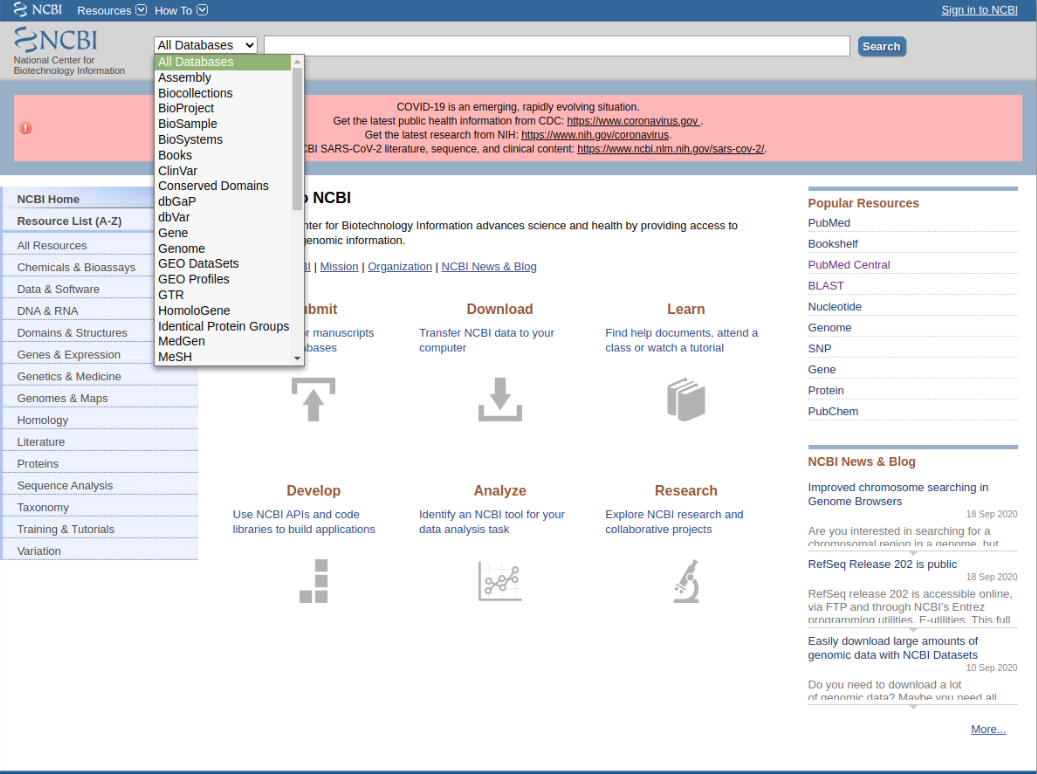 NCBI Resources How To Sign in to NCBI
NCBI
National Center for
Biotechnology Information
All Databases
Search
All Databases
Assembly
Biocollections
BioProject
BioSample
BioSystems
Books
ClinVar
Conserved Domains
dbGaP
dbVar
Gene
Genome
GEO DataSets
GEO Profiles
GTR
HomoloGene
Identical Protein Groups
MedGen
MeSH
COVID-19 is an emerging, rapidly evolving situation.
Get the latest public health information from CDC: https://www.coronavirus.gov .
Get the latest research from NIH: https://www.nih.gov/coronavirus.
CBI SARS-CoV-2 literature, sequence, and clinical content: https://www.ncbi.nlm.nih.gov/sars-cov-2/.
NCBI Home
Resource List (A-Z)
All Resources
Chemicals & Bioassays
Data & Software
DNA & RNA
Domains & Structures
Genes & Expression
Genetics & Medicine
Genomes & Maps
Homology
Literature
Proteins
Sequence Analysis
Taxonomy
Training & Tutorials
Variation
NCBI
for Biotechnology Information advances science and health by providing access to
genomic information.
| Mission | Organization | NCBI News & Blog
manuscripts
Download
Transfer NCBI data to your
computer
Learn
Find help documents, attend a
class or watch a tutorial
Develop
Use NCBI APIs and code
libraries to build applications
Analyze
Identify an NCBI tool for your
data analysis task
Research
Explore NCBI research and
collaborative projects
Popular Resources
PubMed
Bookshelf
PubMed Central
BLAST
Nucleotide
Genome
SNP
Gene
Protein
PubChem
NCBI News & Blog
Improved chromosome searching in
Genome Browsers
18 Sep 2020
Are you interested in searching for a
chromosomal region in a genome, but
RefSeq Release 202 is public
18 Sep 2020
RefSeq release 202 is accessible online,
via FTP and through NCBI's Entrez
programming utilities, E-utilities. This full
Easily download large amounts of
genomic data with NCBI Datasets
10 Sep 2020
Do you need to download a lot
of genomic data? Maybe you need all
More...